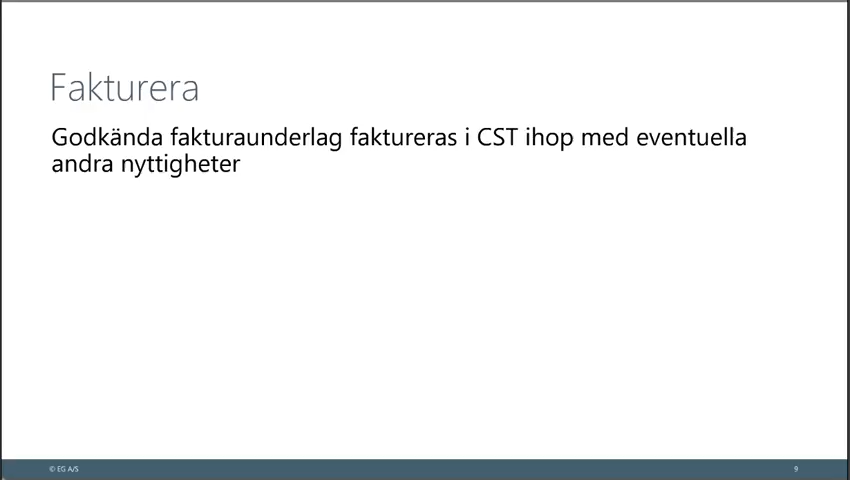 Fakturera
Godkända fakturaunderlag faktureras i CST ihop med eventuella
andra nyttigheter
© EG A/S
9